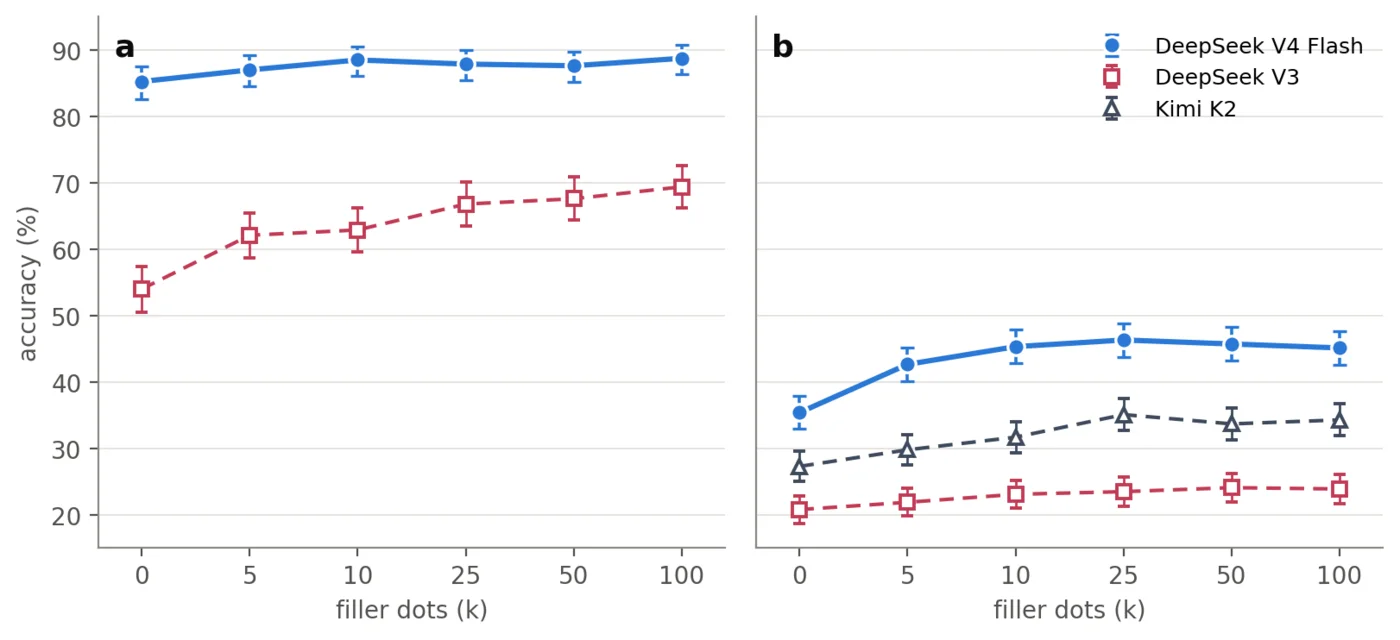 a
90
80
70
60
50
40
30
20
accuracy (%)
0 5 10 25 50 100
filler dots (k)
b
DeepSeek V4 Flash
DeepSeek V3
Kimi K2
0 5 10 25 50 100
filler dots (k)